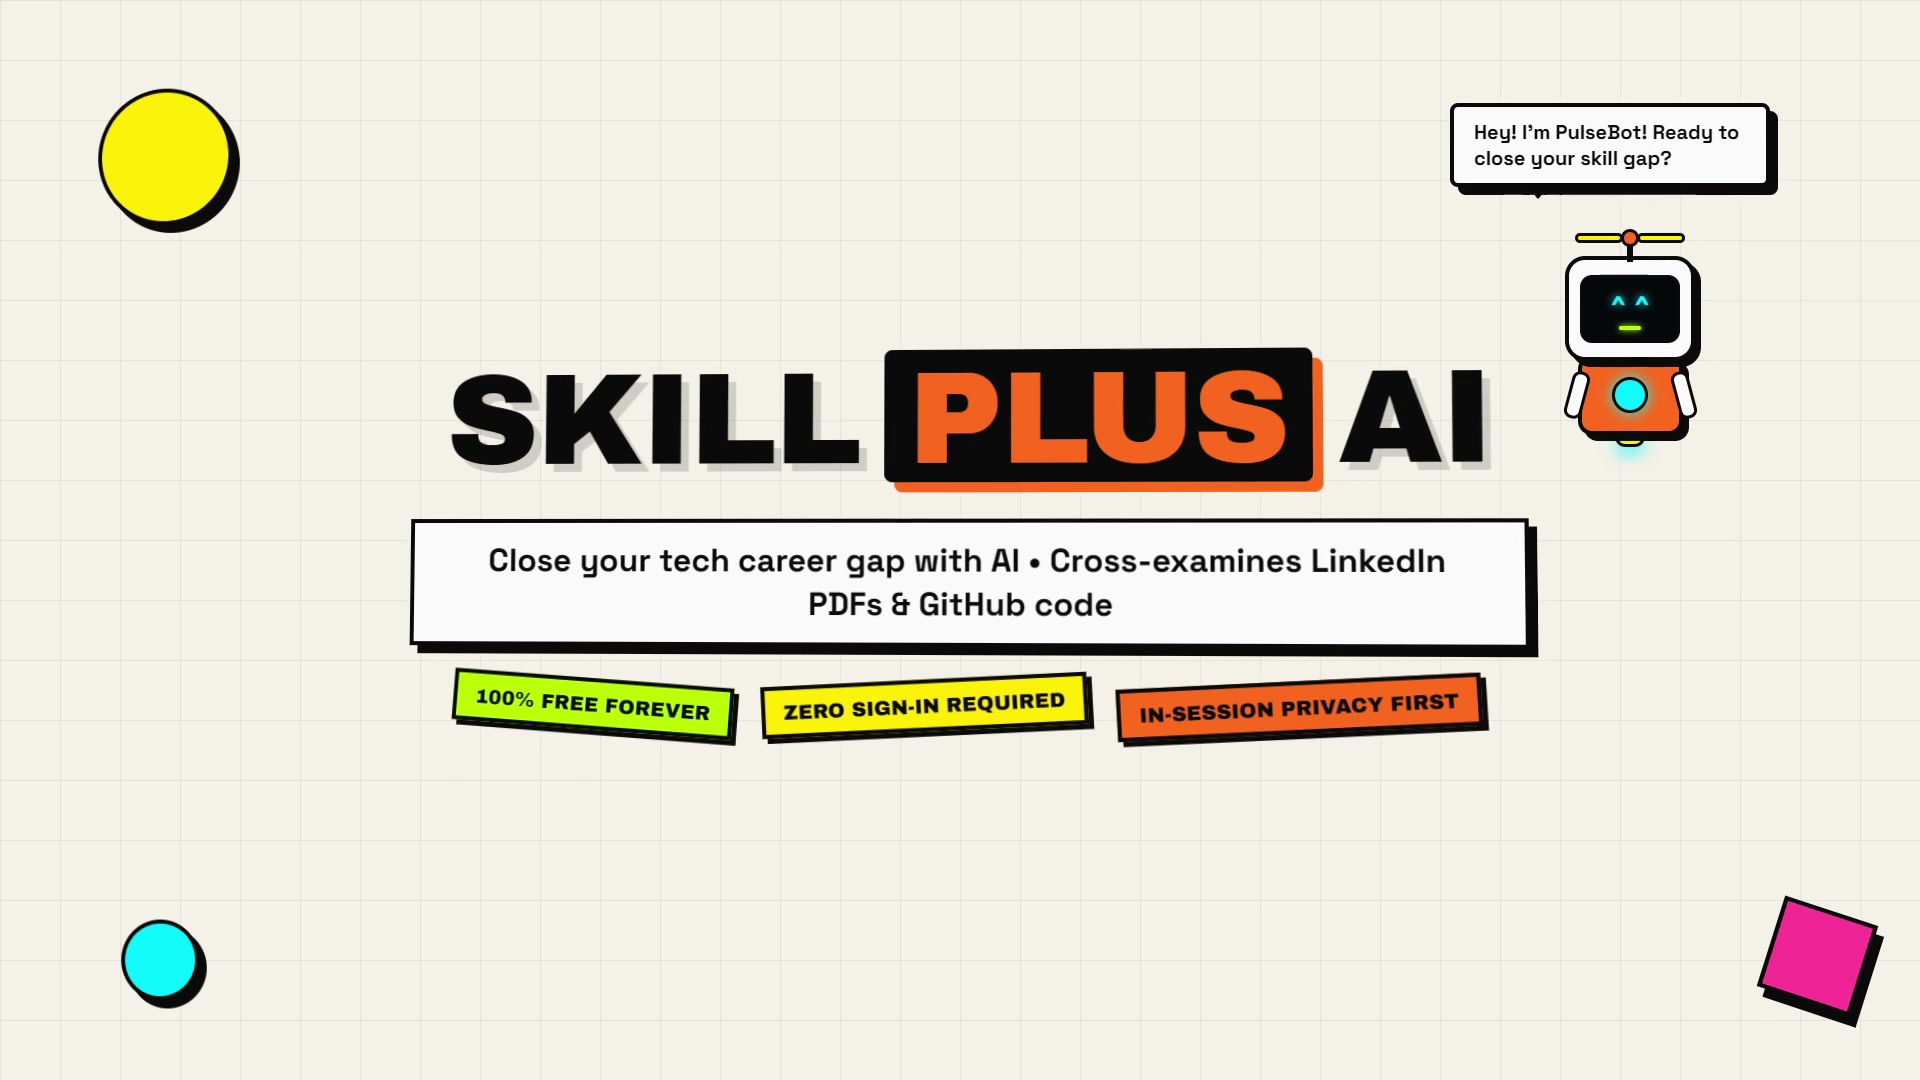 Hey! I'm PulseBot! Ready to
close your skill gap?
SKILL PLUS AI
Close your tech career gap with AI • Cross-examines LinkedIn
PDFs & GitHub code
100% FREE FOREVER
ZERO SIGN-IN REQUIRED
IN-SESSION PRIVACY FIRST